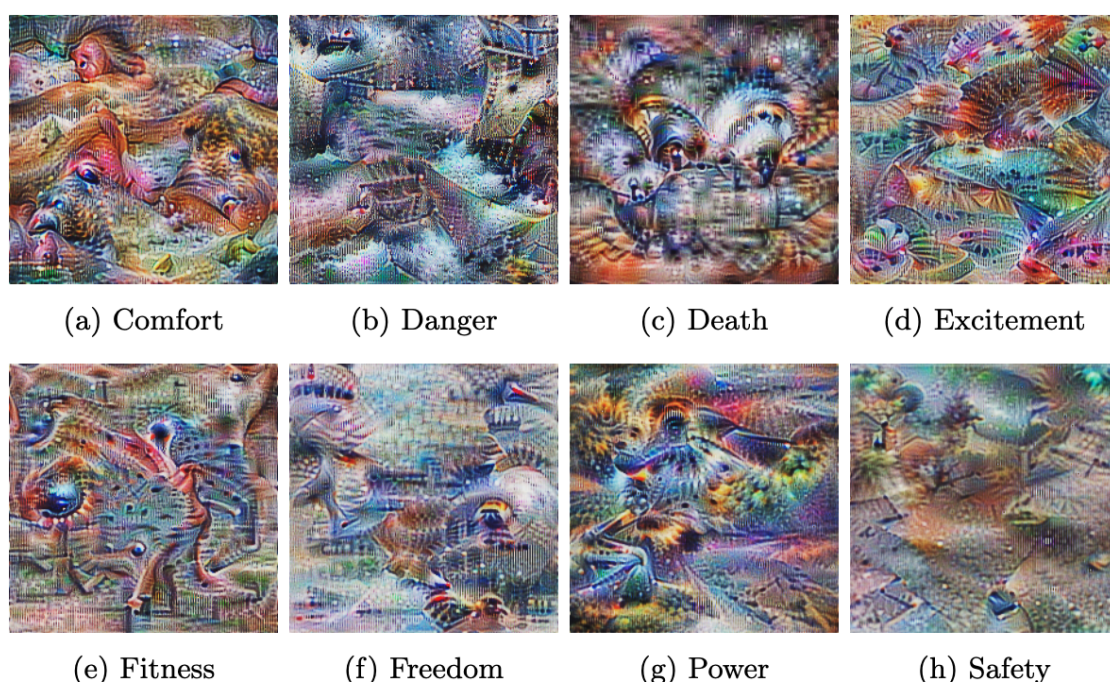 (a) Comfort
(b) Danger
(c) Death
(d) Excitement
(e) Fitness
(f) Freedom
(g) Power
(h) Safety